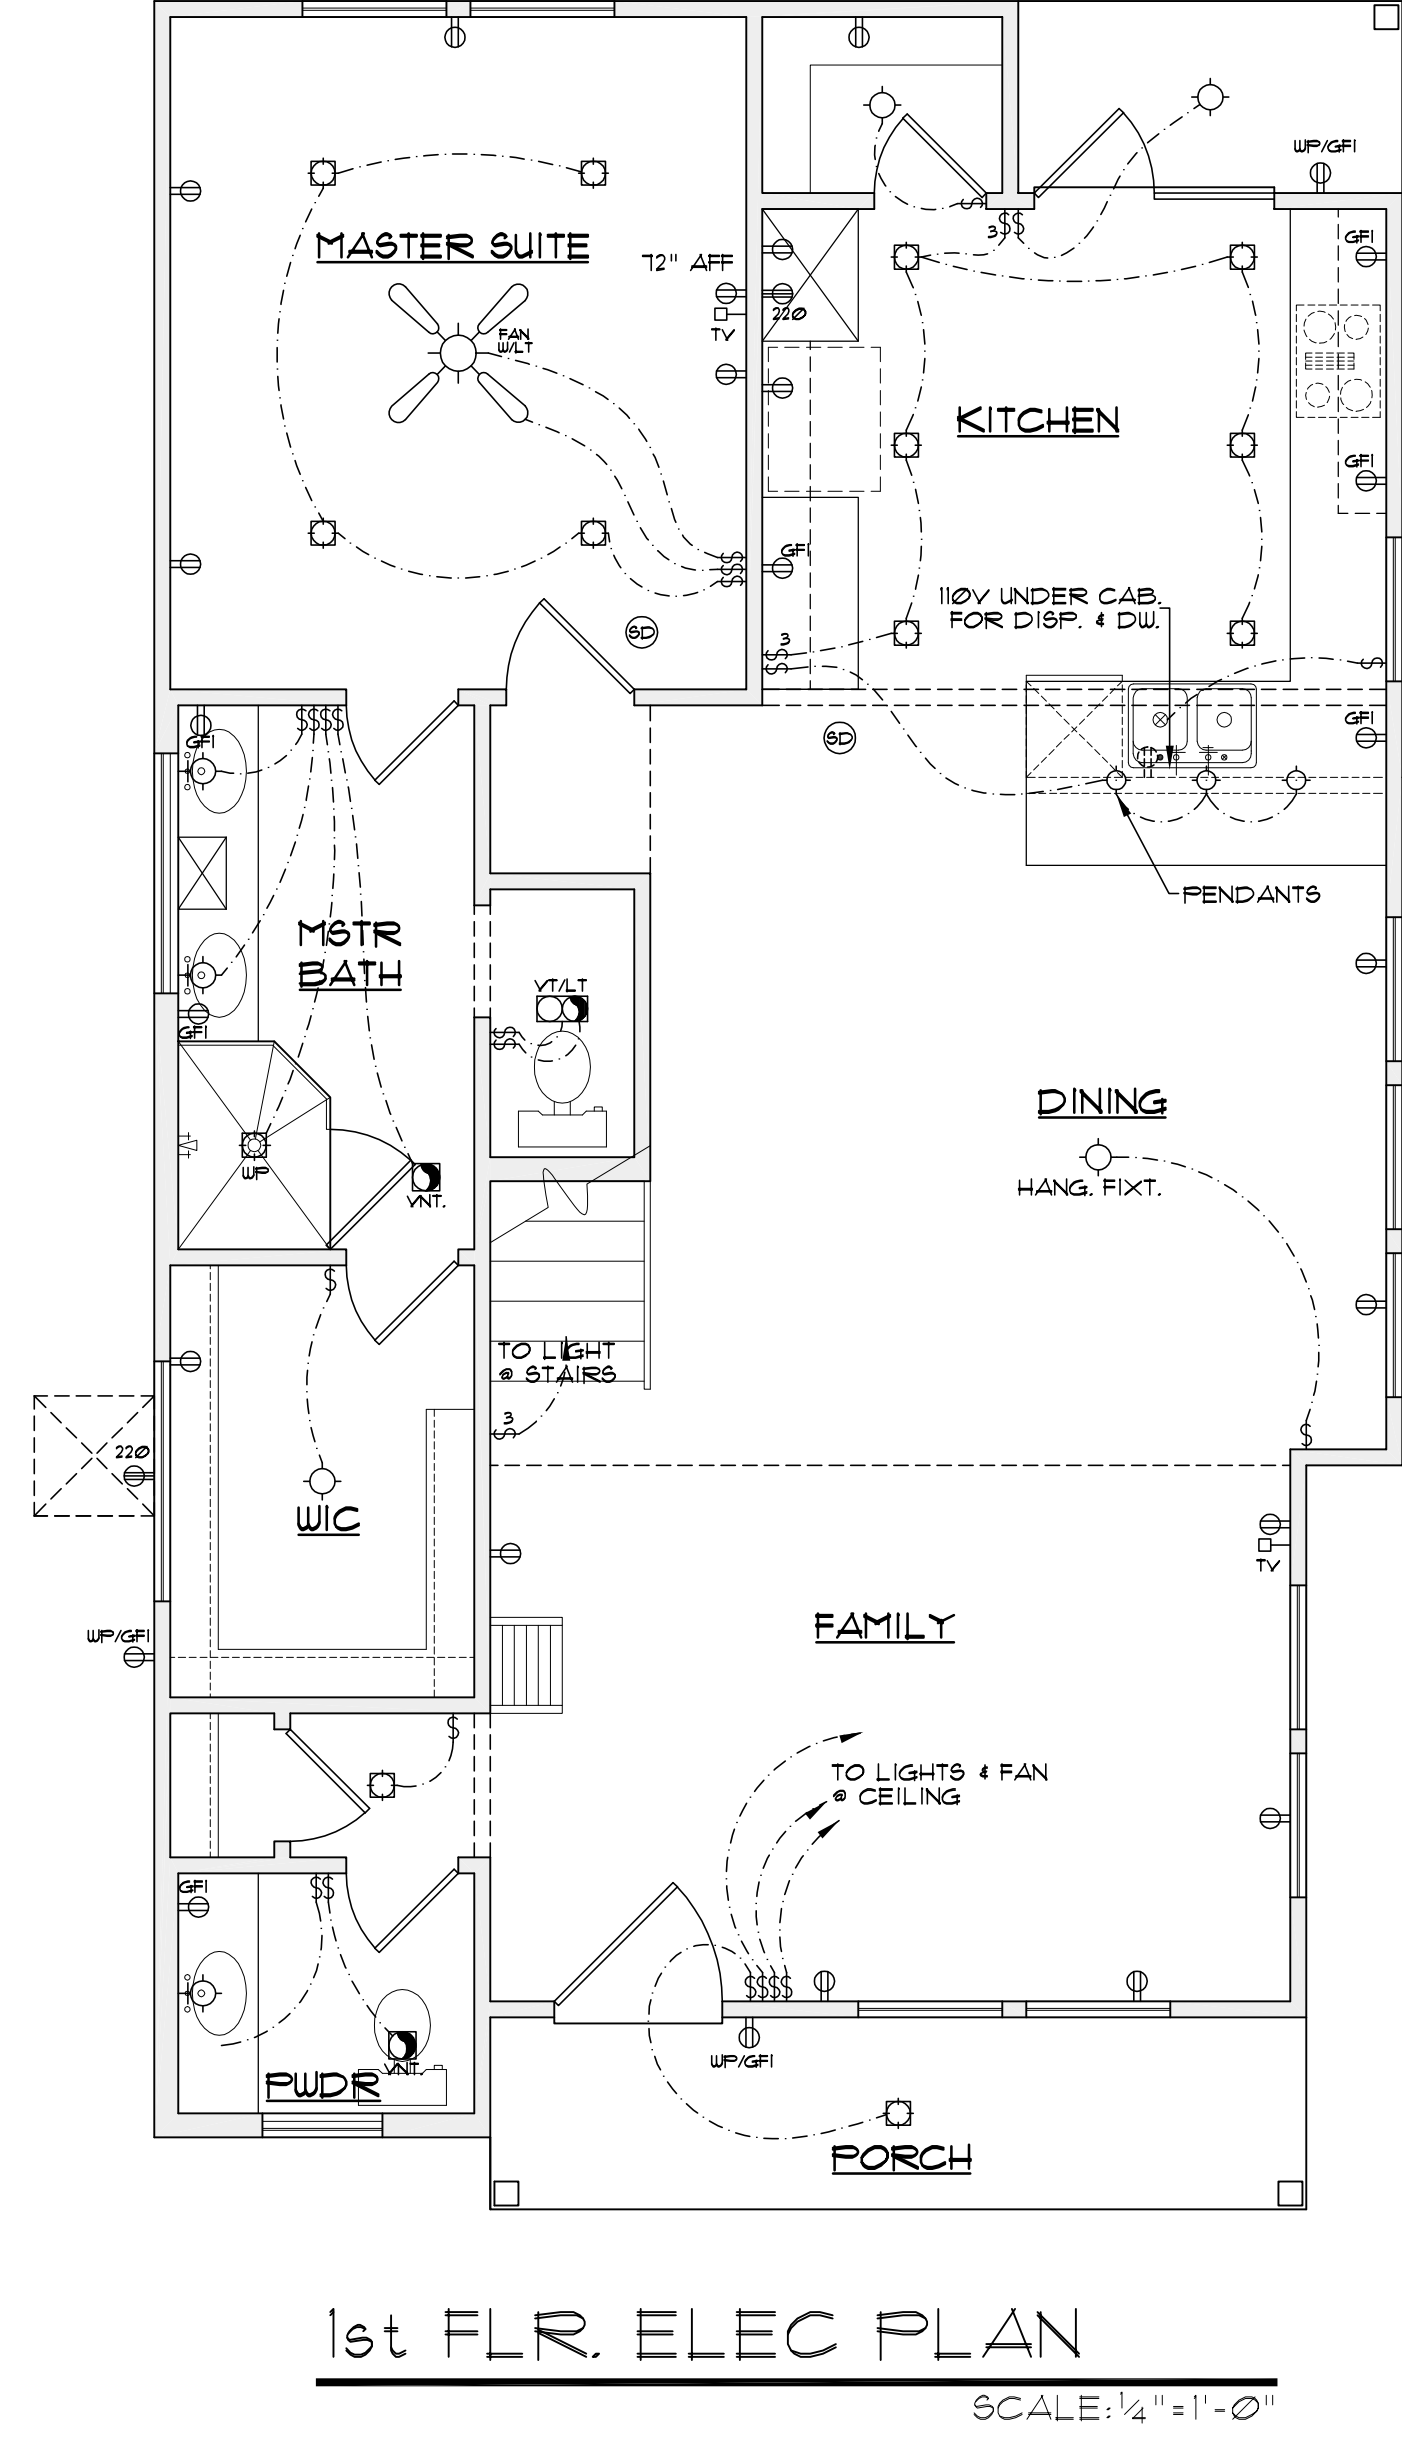 WP/GFI
MASTER SUITE
72" AFF
TV
FAN
W/LT
3
$$
$
GFI
220
KITCHEN
GFI
GFI
110V UNDER CAB.
FOR DISP. & DW.
$
$
$
SD
3
$
$
$
SD
GFI
$$$$
GFI
PENDANTS
MSTR
BATH
VT/LT
$
$
GFI
WP
VNT.
DINING
HANG. FIXT.
$
TO LIGHT
@ STAIRS
3
$
$
220
WIC
TV
WP/GFI
FAMILY
$
TO LIGHTS & FAN
@ CEILING
GFI
$$
$$$$
WP/GFI
VNT.
PWDR
PORCH
1st FLR. ELEC PLAN
SCALE: 1/4"=1'-0"